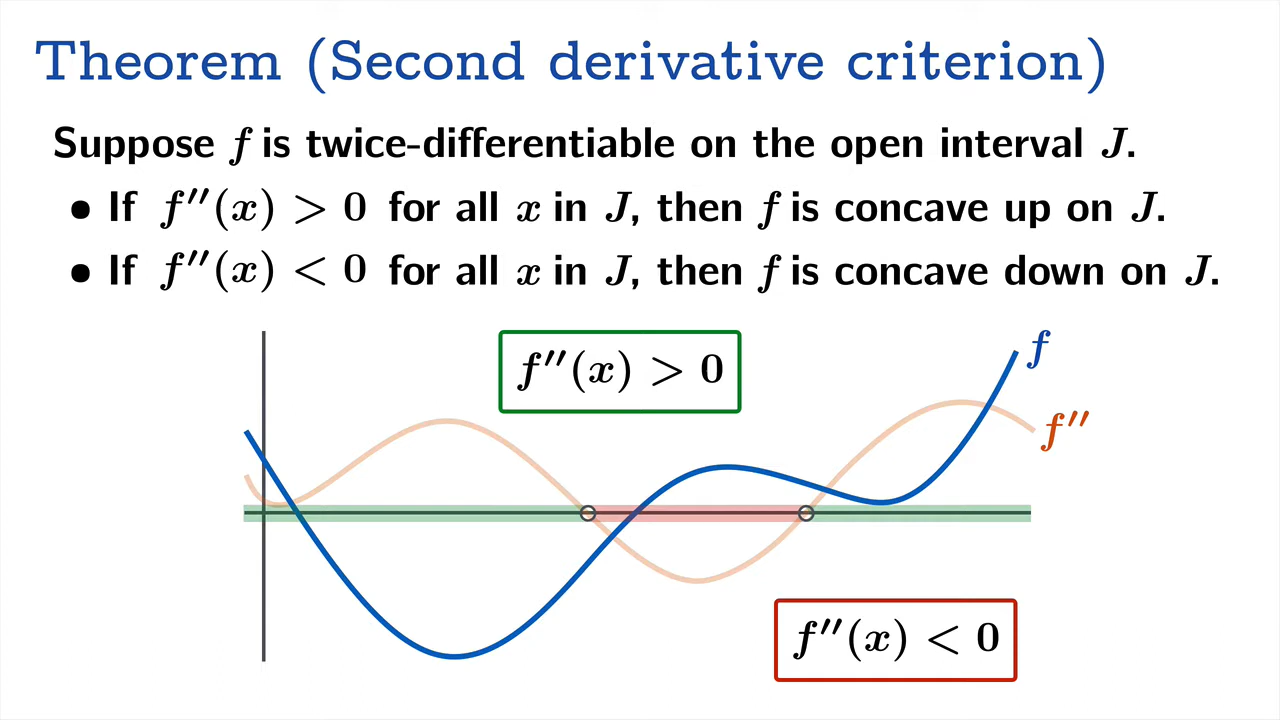 Theorem (Second derivative criterion)
Suppose f is twice-differentiable on the open interval J.
• If f″(x) > 0 for all x in J, then f is concave up on J.
• If f″(x) < 0 for all x in J, then f is concave down on J.
f″(x) > 0
f
f″
f″(x) < 0